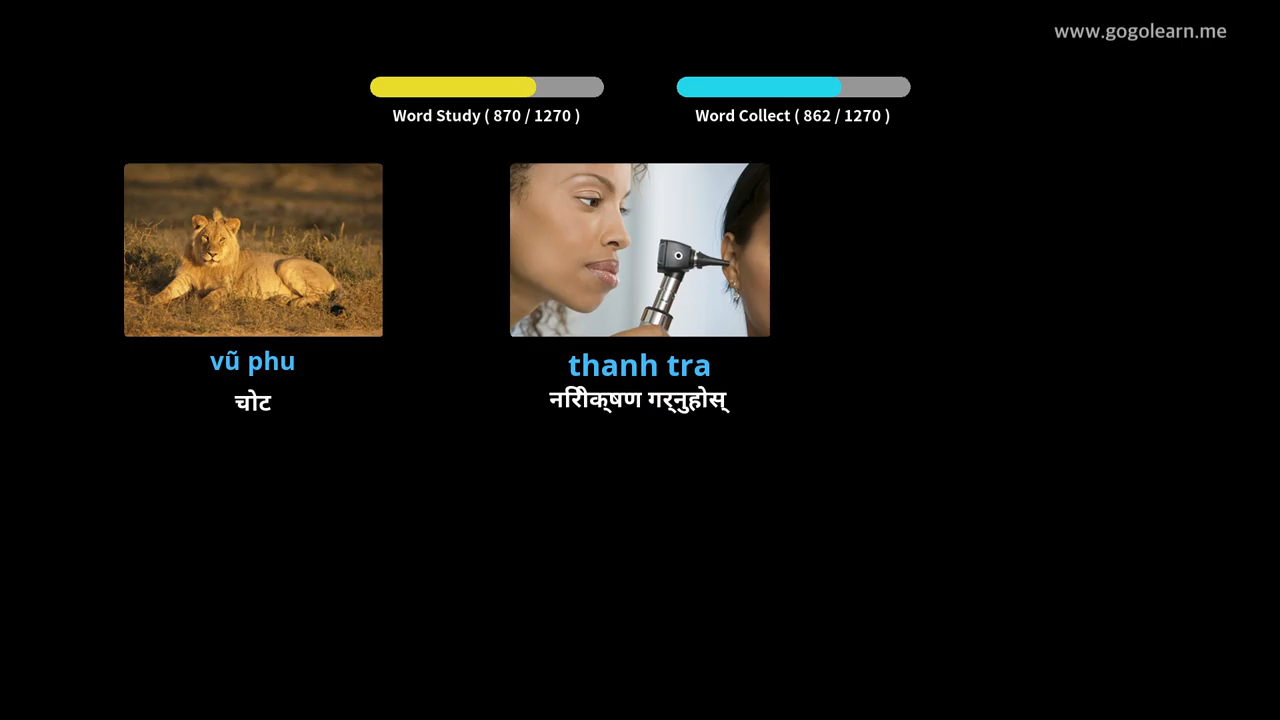 www.gogolearn.me
Word Study ( 870 / 1270 )
Word Collect ( 862 / 1270 )
vũ phu
चोट
thanh tra
निरीक्षण गर्नुहोस्